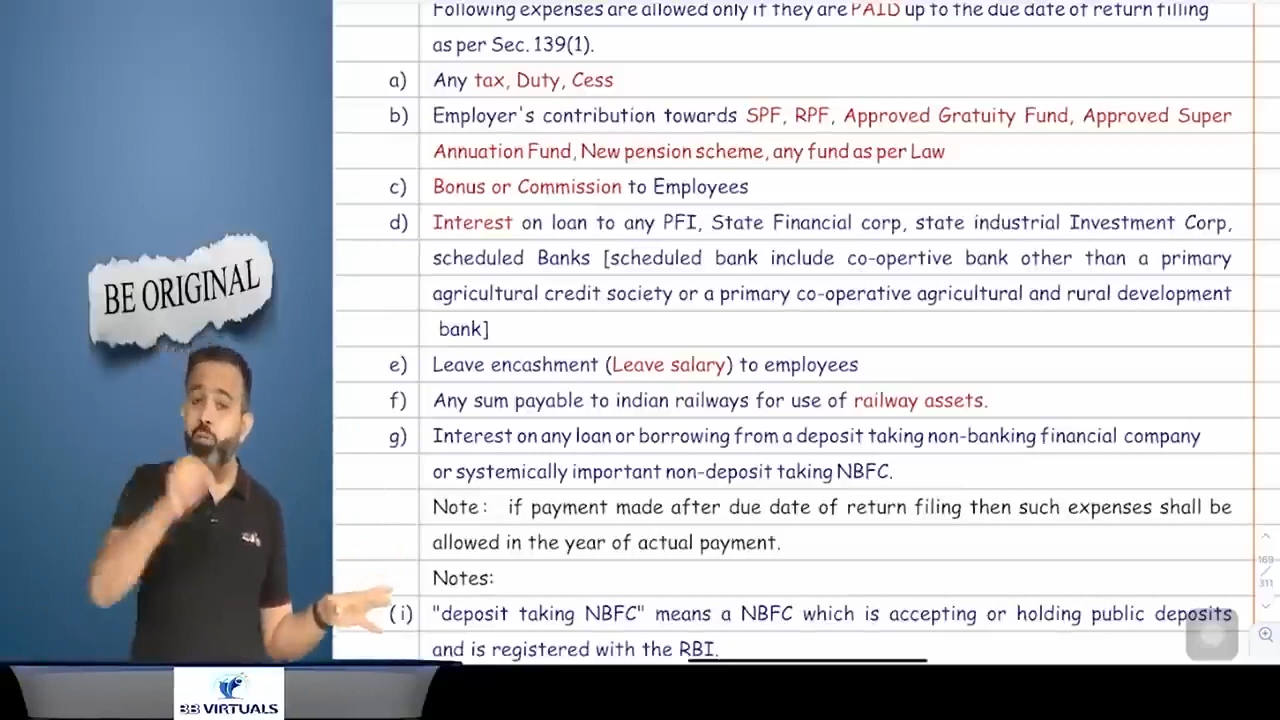 Following expenses are allowed only if they are PAID up to the due date of return filling
as per Sec. 139(1).
a) Any tax, Duty, Cess
b) Employer's contribution towards SPF, RPF, Approved Gratuity Fund, Approved Super
Annuation Fund, New pension scheme, any fund as per Law
c) Bonus or Commission to Employees
d) Interest on loan to any PFI, State Financial corp, state industrial Investment Corp,
scheduled Banks [scheduled bank include co-opertive bank other than a primary
agricultural credit society or a primary co-operative agricultural and rural development
bank]
e) Leave encashment (Leave salary) to employees
f) Any sum payable to indian railways for use of railway assets.
g) Interest on any loan or borrowing from a deposit taking non-banking financial company
or systemically important non-deposit taking NBFC.
Note: if payment made after due date of return filing then such expenses shall be
allowed in the year of actual payment.
Notes:
(i) "deposit taking NBFC" means a NBFC which is accepting or holding public deposits
and is registered with the RBI.
BE ORIGINAL
BB VIRTUALS
169
/
311